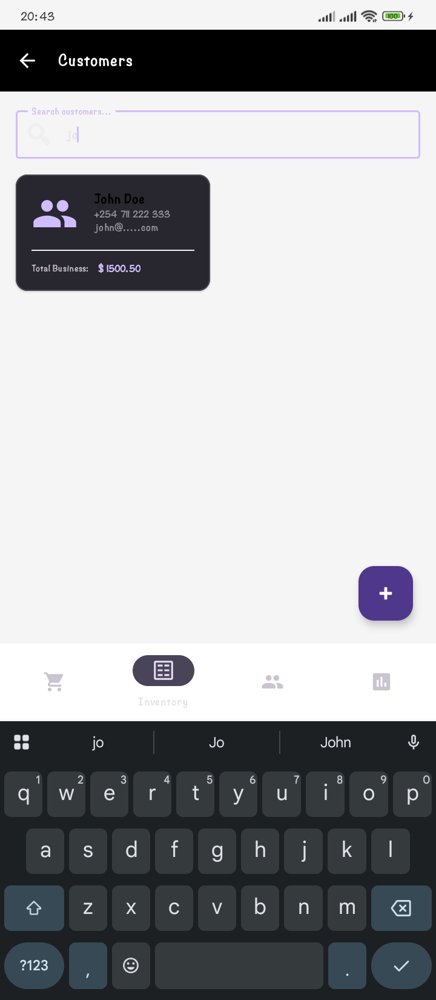 20:43
100
Customers
Search customers...
jo
John Doe
+254 711 222 333
john@.....com
Total Business: $ 1500.50
Inventory
jo Jo John
q 1 w 2 e 3 r 4 t 5 y 6 u 7 i 8 o 9 p 0
a s d f g h j k l
z x c v b n m
?123 , .